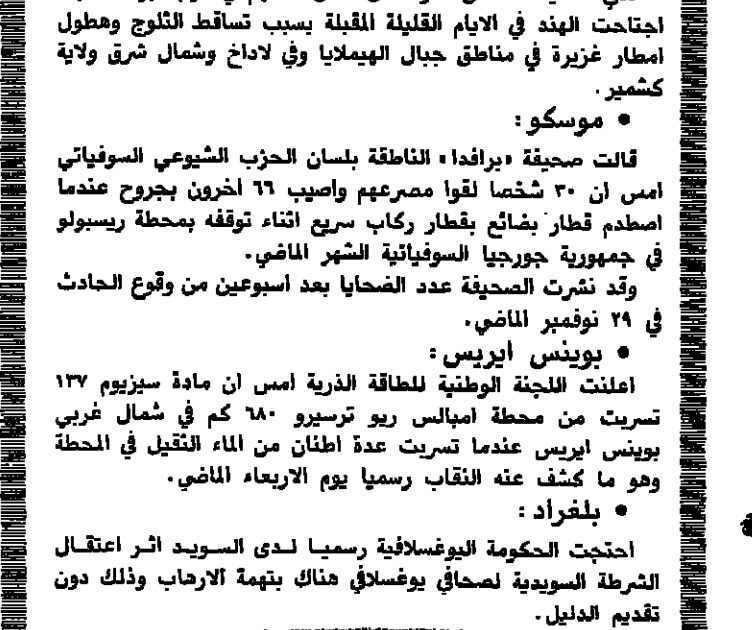 اجتاحت الهند في الايام القليلة المقبلة بسبب تساقط الثلوج وهطول
امطار غزيرة في مناطق جبال الهيملايا وفي لاداخ وشمال شرق ولاية
كشمير.
● موسكو:
قالت صحيفة «برافدا» الناطقة بلسان الحزب الشيوعي السوفياتي
امس ان ٣٠ شخصا لقوا مصرعهم واصيب ٦٦ اخرون بجروح عندما
اصطدم قطار بضائع بقطار ركاب سريع اثناء توقفه بمحطة ريسبولو
في جمهورية جورجيا السوفياتية الشهر الماضي.
وقد نشرت الصحيفة عدد الضحايا بعد اسبوعين من وقوع الحادث
في ٢٩ نوفمبر الماضي.
● بوينس ايريس:
اعلنت اللجنة الوطنية للطاقة الذرية امس ان مادة سيزيوم ١٣٧
تسربت من محطة امبالس ريو ترسيرو ٦٨٠ كم في شمال غربي
بوينس ايريس عندما تسربت عدة اطنان من الماء الثقيل في المحطة
وهو ما كشف عنه النقاب رسميا يوم الاربعاء الماضي.
● بلغراد:
احتجت الحكومة اليوغسلافية رسميا لدى السويد اثر اعتقال
الشرطة السويدية لصحافي يوغسلافي هناك بتهمة الارهاب وذلك دون
تقديم الدليل.